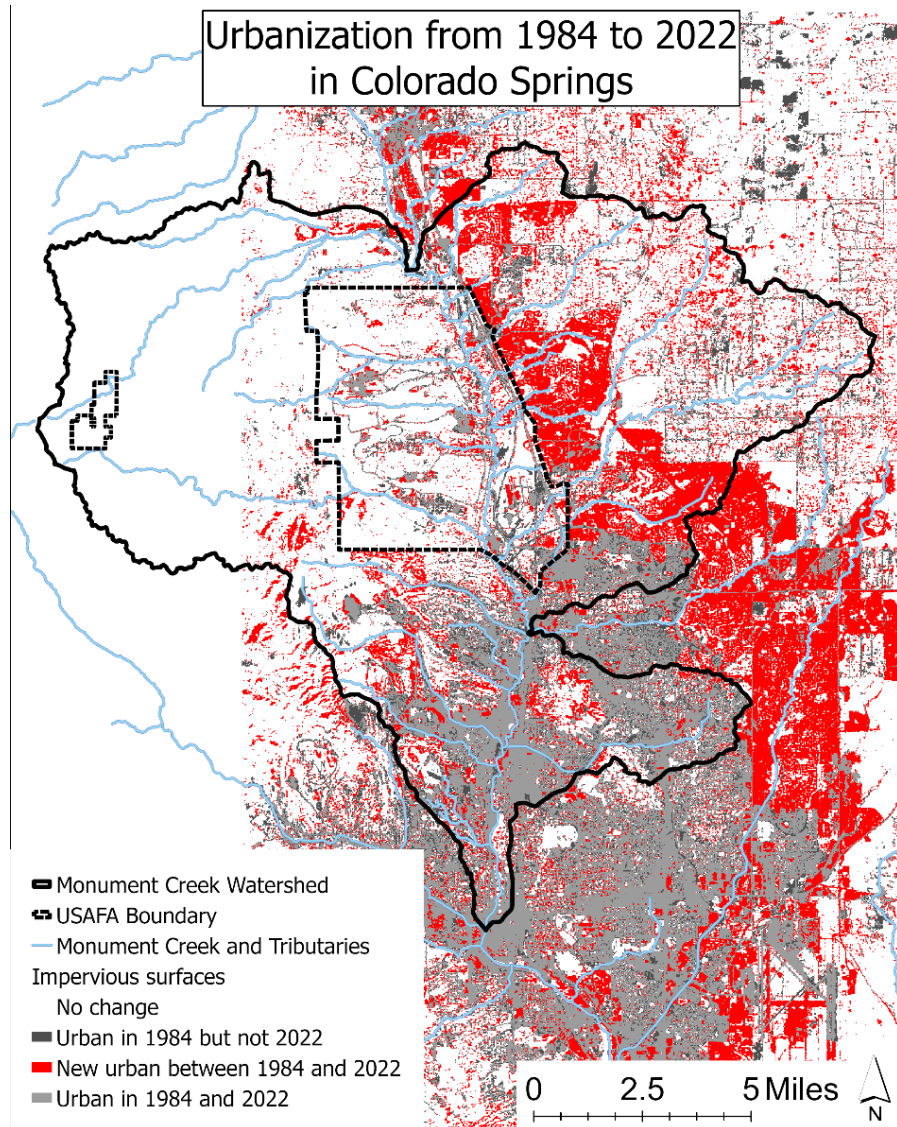 Urbanization from 1984 to 2022
in Colorado Springs
Monument Creek Watershed
USAFA Boundary
Monument Creek and Tributaries
Impervious surfaces
No change
Urban in 1984 but not 2022
New urban between 1984 and 2022
Urban in 1984 and 2022
0 2.5 5 Miles
N